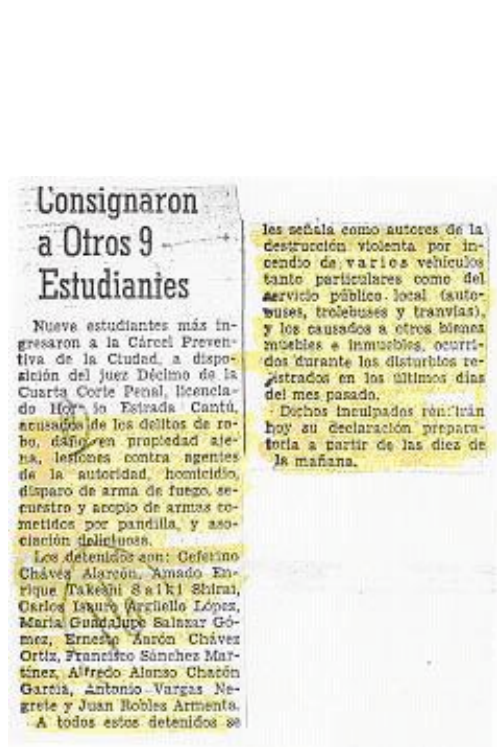 Consignaron
a Otros 9
Estudiantes
Nueve estudiantes más in-
gresaron a la Cárcel Preven-
tiva de la Ciudad, a dispo-
sición del juez Décimo de la
Cuarta Corte Penal, licencia-
do Estrada Cantú,
acusados de los delitos de ro-
bo, daño en propiedad aje-
na, lesiones contra agentes
de la autoridad, homicidio,
disparo de arma de fuego, se-
cuestro y acopio de armas co-
metidos por pandilla, y aso-
ciación delictuosa.
Los detenidos son: Ceferino
Chávez Alarcón, Amado En-
rique Takeshi Saiki Shirai,
Carlos Isauro Argüello López,
María Guadalupe Salazar Gó-
mez, Ernesto Aarón Chávez
Ortiz, Francisco Sánchez Mar-
tínez, Alfredo Alonso Chacón
García, Antonio Vargas Ne-
grete y Juan Robles Armenta.
A todos estos detenidos se
les señala como autores de la
destrucción violenta por in-
cendio de varios vehículos
tanto particulares como del
servicio público local (auto-
buses, trolebuses y tranvías),
y los causados a otros bienes
muebles e inmuebles, ocurri-
dos durante los disturbios re-
gistrados en los últimos días
del mes pasado.
Dichos inculpados rendirán
hoy su declaración prepara-
toria a partir de las diez de
la mañana.